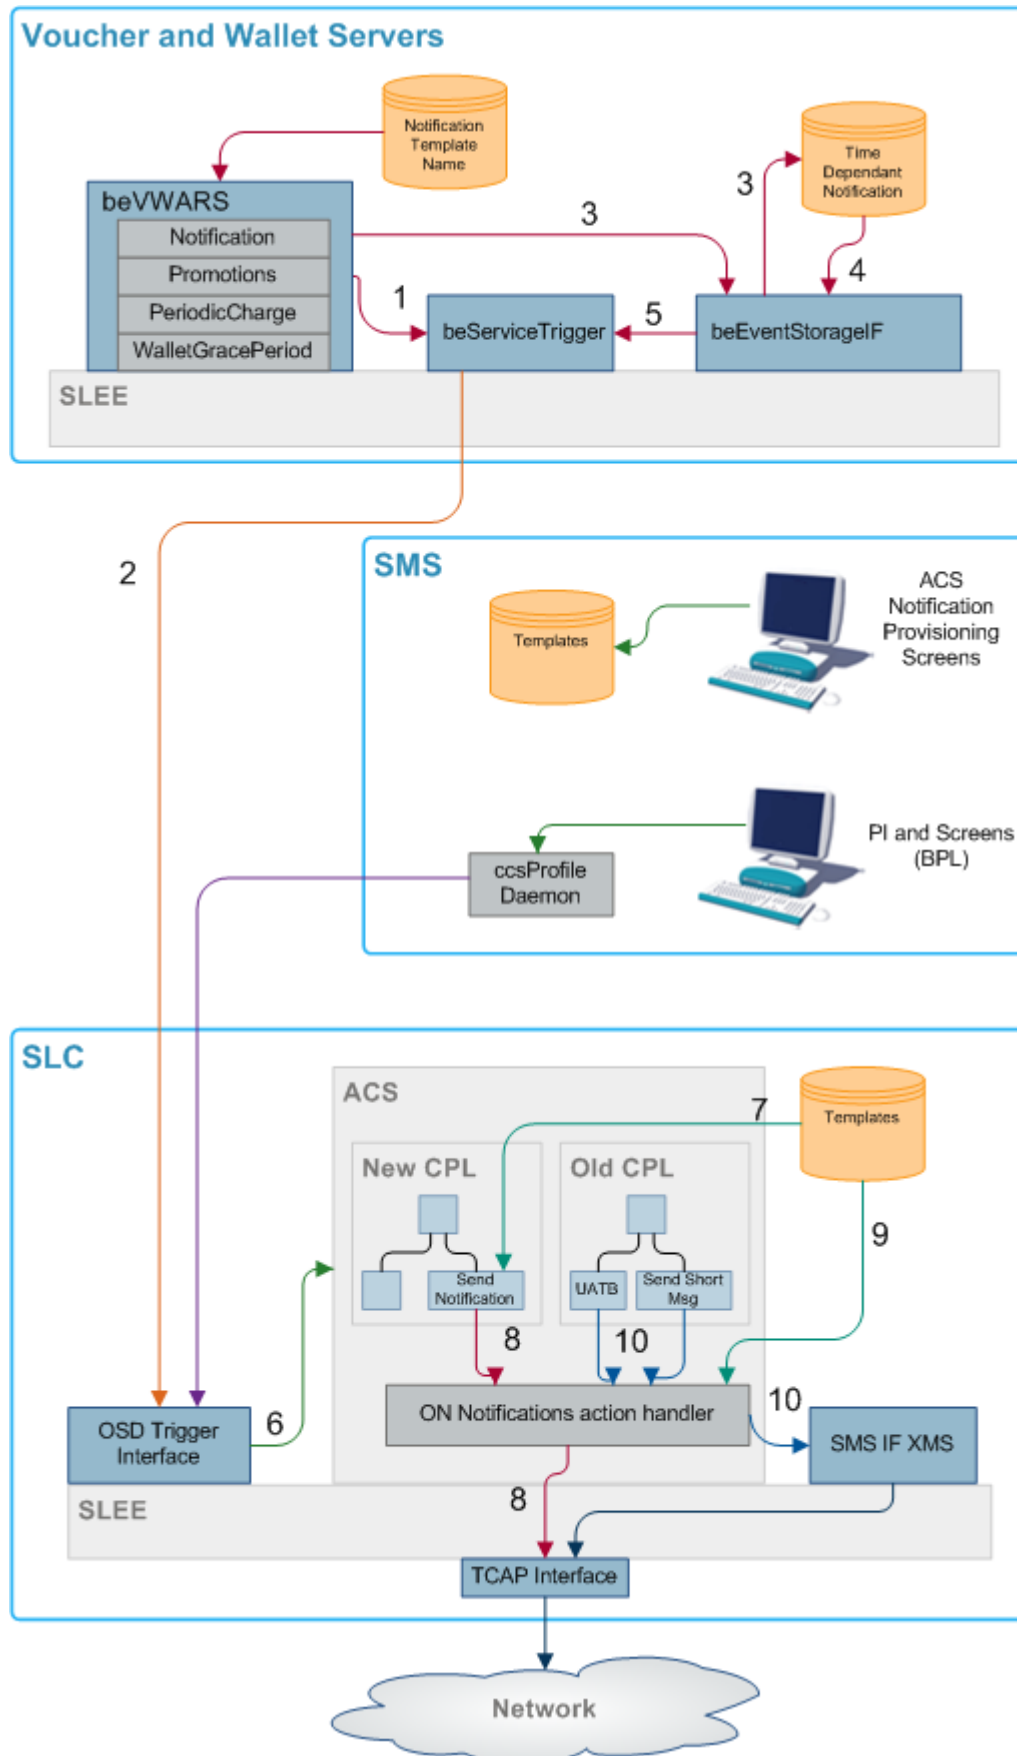 Voucher and Wallet Servers
Notification
Template
Name
Time
Dependant
Notification
beVWARS
Notification
Promotions
PeriodicCharge
WalletGracePeriod
3
3
4
1
5
beServiceTrigger
beEventStorageIF
SLEE
2
SMS
Templates
ACS
Notification
Provisioning
Screens
ccsProfile
Daemon
PI and Screens
(BPL)
SLC
ACS
7
Templates
New CPL
Old CPL
Send
Notification
UATB
Send Short
Msg
9
8
10
6
OSD Trigger
Interface
ON Notifications action handler
10
SMS IF XMS
8
SLEE
TCAP Interface
Network